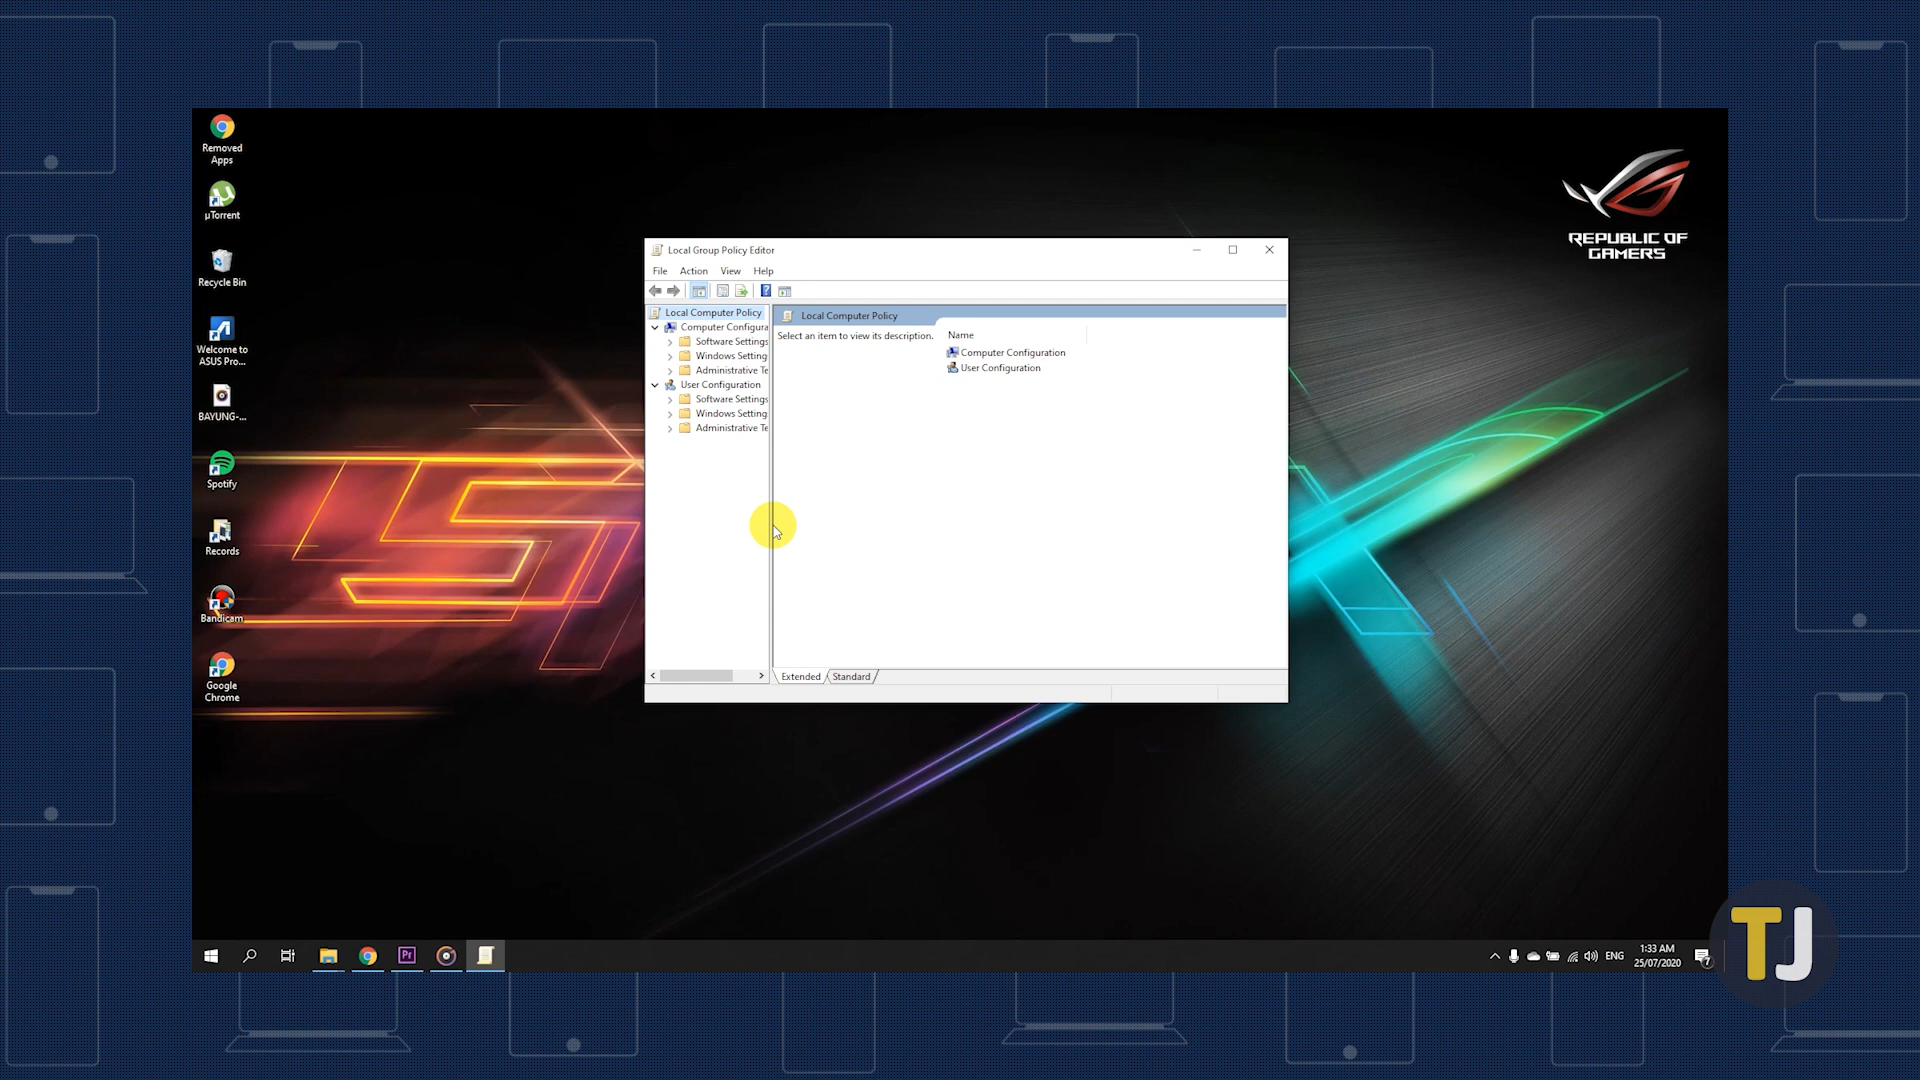 Removed
Apps
µTorrent
Recycle Bin
Welcome to
ASUS Pro...
BAYUNG-...
Spotify
Records
Bandicam
Google
Chrome
REPUBLIC OF
GAMERS
Local Group Policy Editor
File Action View Help
Local Computer Policy
Computer Configura
Software Settings
Windows Setting
Administrative Te
User Configuration
Software Settings
Windows Setting
Administrative Te
Local Computer Policy
Select an item to view its description.
Name
Computer Configuration
User Configuration
Extended Standard
Pr
ENG
1:33 AM
25/07/2020
7
TJ